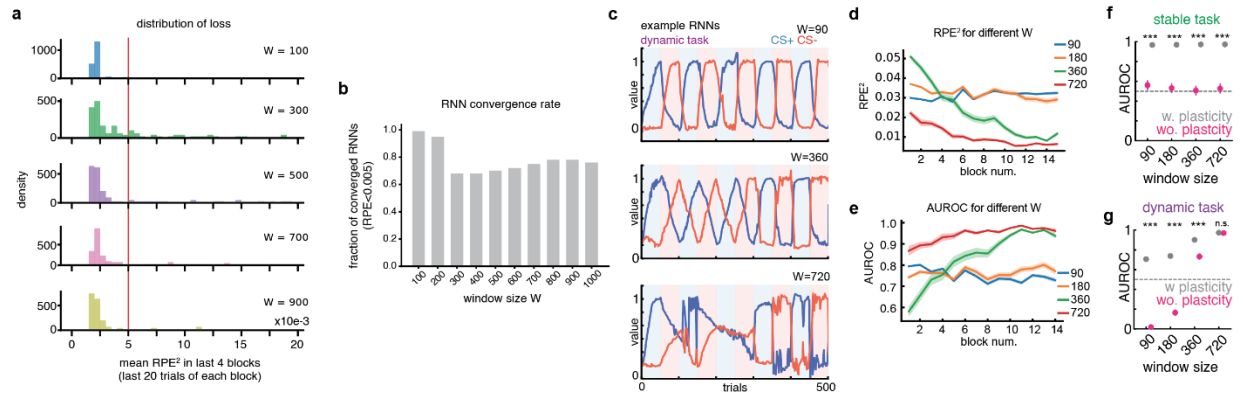 a
distribution of loss
1000
0
W = 100
500
0
W = 300
500
0
W = 500
500
0
W = 700
500
0
W = 900
x10e-3
density
0
5
10
15
20
mean RPE² in last 4 blocks
(last 20 trials of each block)
b
RNN convergence rate
1.0
0.8
0.6
0.4
0.2
0.0
fraction of converged RNNs
(RPE<0.005)
100
200
300
400
500
600
700
800
900
1000
window size W
c
example RNNs
W=90
dynamic task
CS+ CS-
1
value
0
W=360
1
value
0
W=720
1
value
0
0
trials
500
d
RPE² for different W
0.05
0.04
0.03
0.02
0.01
RPE²
90
180
360
720
2
4
6
8
10
12
14
block num.
e
AUROC for different W
1.0
0.9
0.8
0.7
0.6
AUROC
90
180
360
720
0
2
4
6
8
10
12
14
block num.
f
stable task
*** *** *** ***
1
AUROC
0
w. plasticity
wo. plastcity
90
180
360
720
window size
g
dynamic task
*** *** *** n.s.
1
AUROC
0
w plasticity
wo. plastcity
90
180
360
720
window size